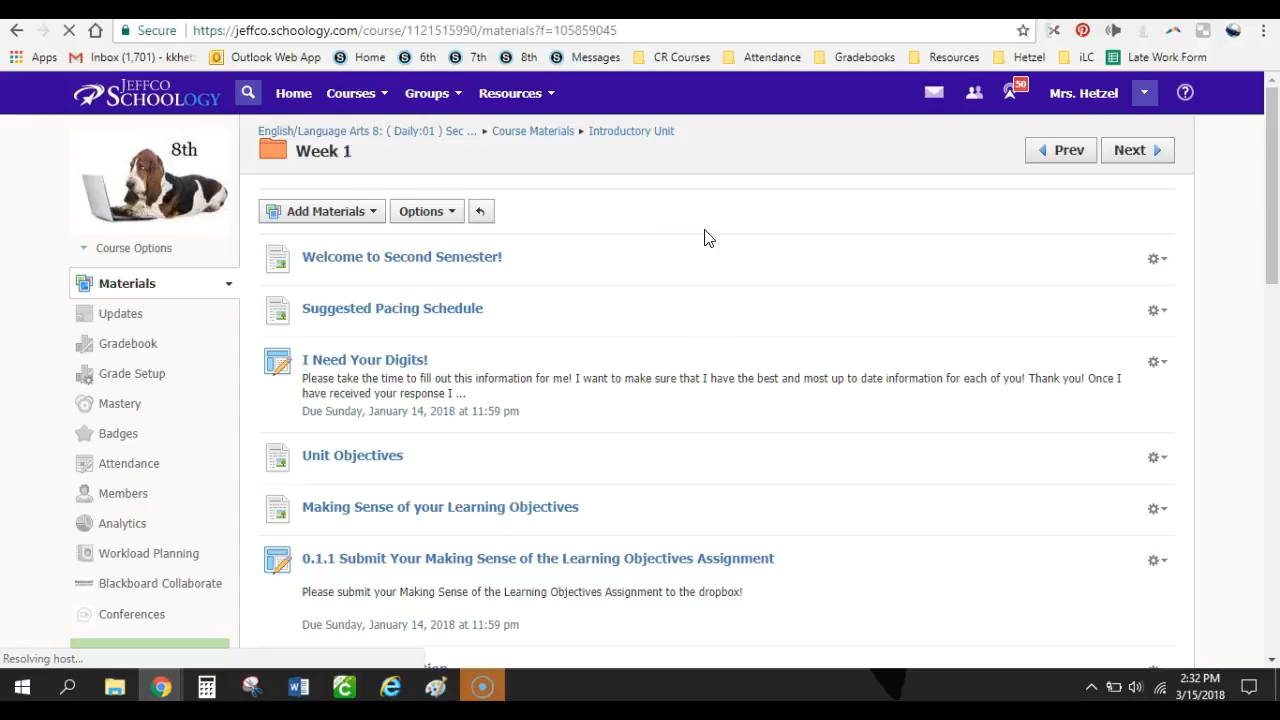 Secure https://jeffco.schoology.com/course/1121515990/materials?f=105859045
Apps Inbox (1,701) - kkhet Outlook Web App Home 6th 7th 8th Messages CR Courses Attendance Gradebooks Resources Hetzel iLC Late Work Form
JEFFCO
SCHOOLOGY
Home Courses Groups Resources 50 Mrs. Hetzel
8th
English/Language Arts 8: ( Daily:01 ) Sec ... Course Materials Introductory Unit
Week 1
Prev Next
Add Materials Options
Course Options
Materials
Updates
Gradebook
Grade Setup
Mastery
Badges
Attendance
Members
Analytics
Workload Planning
Blackboard Collaborate
Conferences
Welcome to Second Semester!
Suggested Pacing Schedule
I Need Your Digits!
Please take the time to fill out this information for me! I want to make sure that I have the best and most up to date information for each of you! Thank you! Once I
have received your response I ...
Due Sunday, January 14, 2018 at 11:59 pm
Unit Objectives
Making Sense of your Learning Objectives
0.1.1 Submit Your Making Sense of the Learning Objectives Assignment
Please submit your Making Sense of the Learning Objectives Assignment to the dropbox!
Due Sunday, January 14, 2018 at 11:59 pm
Resolving host...
2:32 PM
3/15/2018